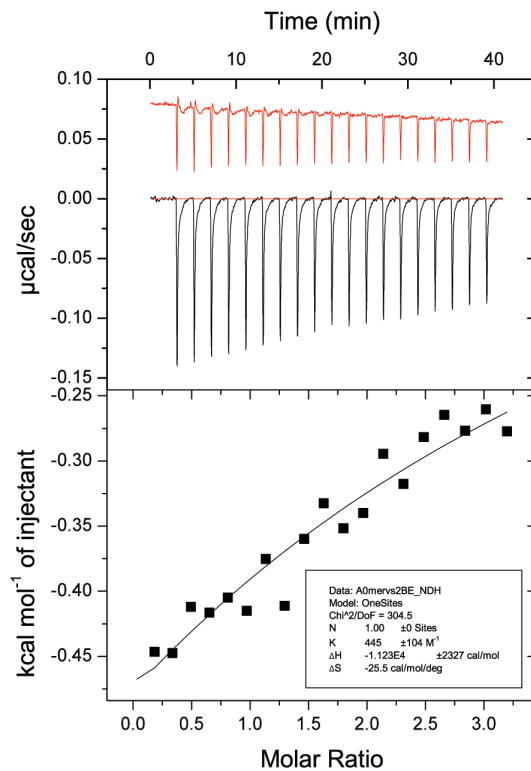 Time (min)
0 10 20 30 40
0.10
0.05
0.00
-0.05
-0.10
-0.15
µcal/sec
-0.25
-0.30
-0.35
-0.40
-0.45
kcal mol⁻¹ of injectant
Data: A0mervs2BE_NDH
Model: OneSites
Chi^2/DoF = 304.5
N 1.00 ±0 Sites
K 445 ±104 M⁻¹
ΔH -1.123E4 ±2327 cal/mol
ΔS -25.5 cal/mol/deg
0.0 0.5 1.0 1.5 2.0 2.5 3.0
Molar Ratio